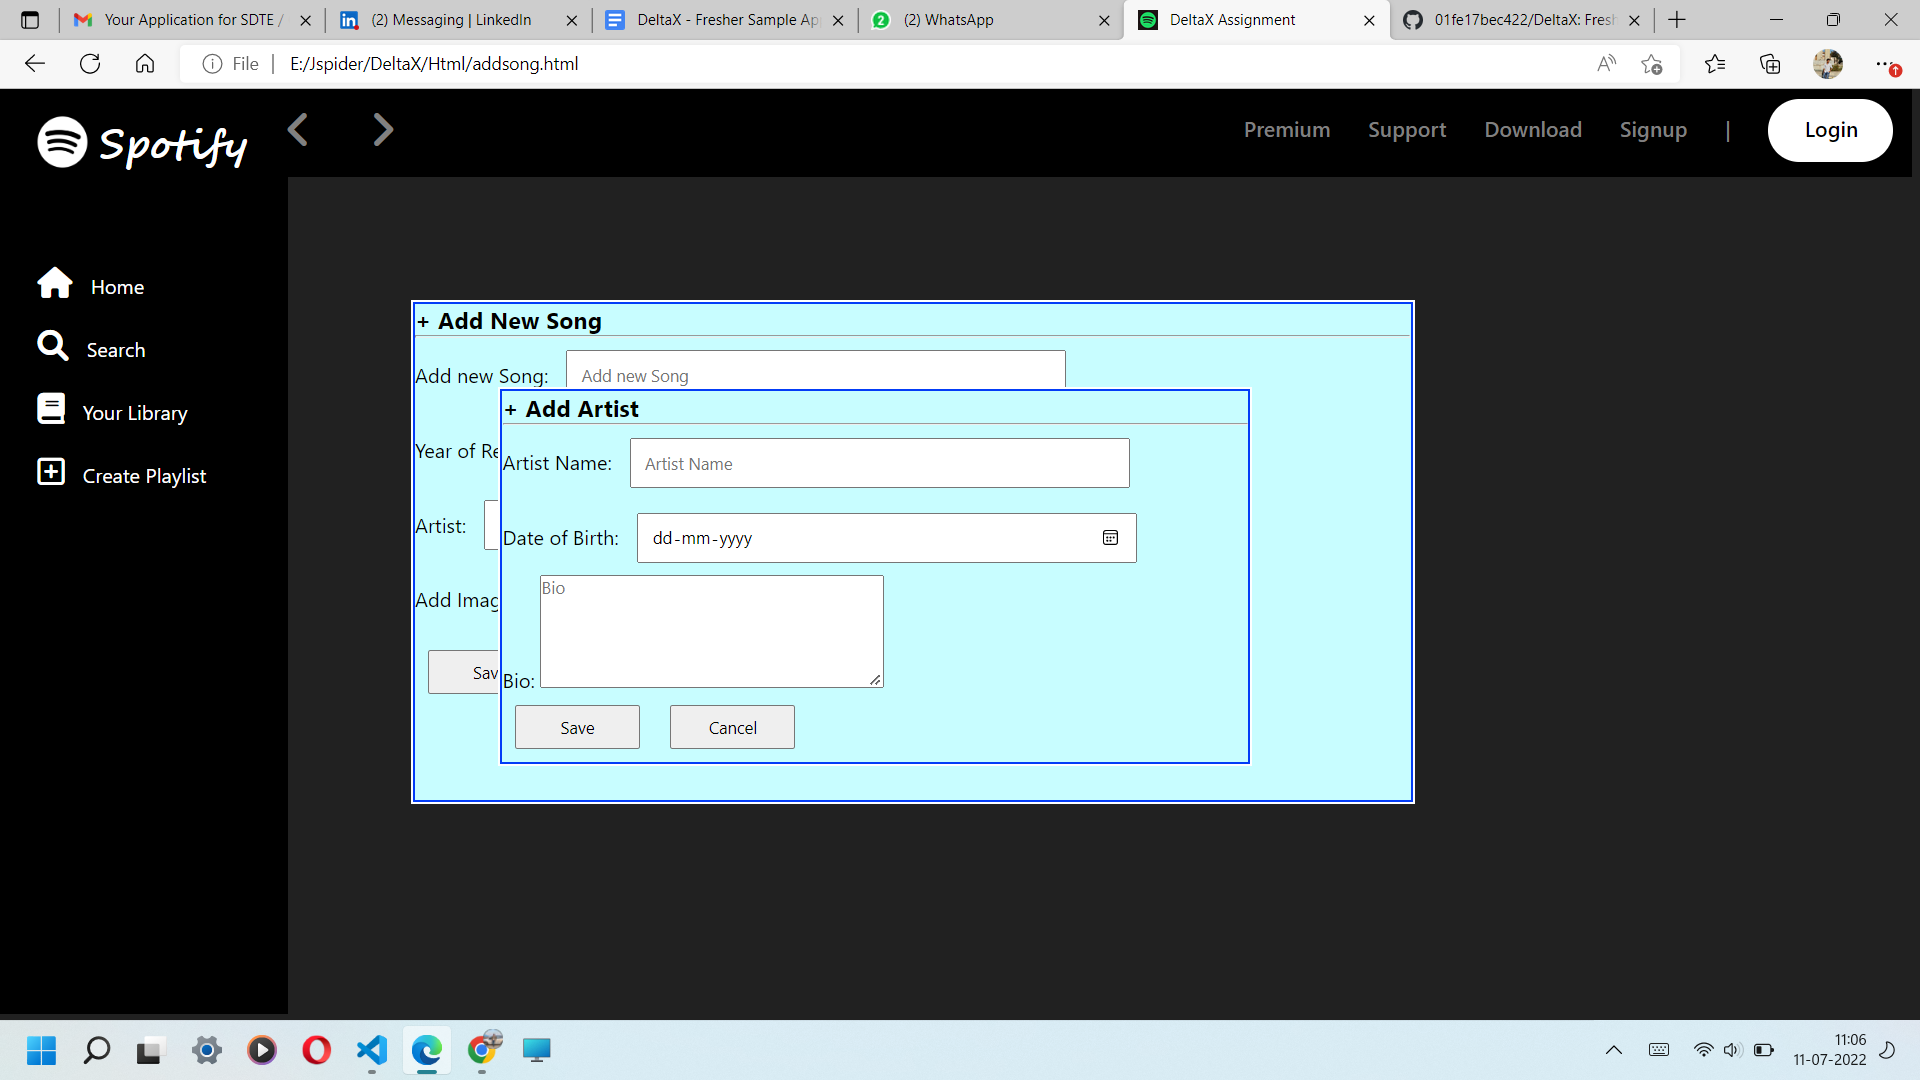 Your Application for SDTE /
(2) Messaging | LinkedIn
DeltaX - Fresher Sample Ap
(2) WhatsApp
DeltaX Assignment
01fe17bec422/DeltaX: Fresh
File | E:/Jspider/DeltaX/Html/addsong.html
Spotify
Premium Support Download Signup | Login
Home
Search
Your Library
Create Playlist
+ Add New Song
Add new Song: Add new Song
Year of Re
Artist:
Add Imag
Sav
+ Add Artist
Artist Name: Artist Name
Date of Birth: dd-mm-yyyy
Bio
Bio:
Save Cancel
11:06
11-07-2022